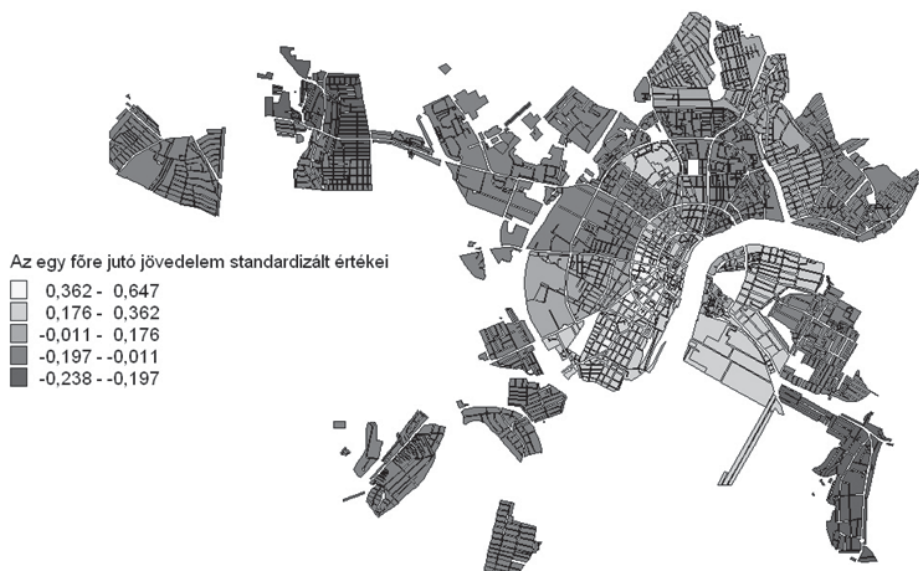 Az egy főre jutó jövedelem standardizált értékei
0,362 - 0,647
0,176 - 0,362
-0,011 - 0,176
-0,197 - -0,011
-0,238 - -0,197